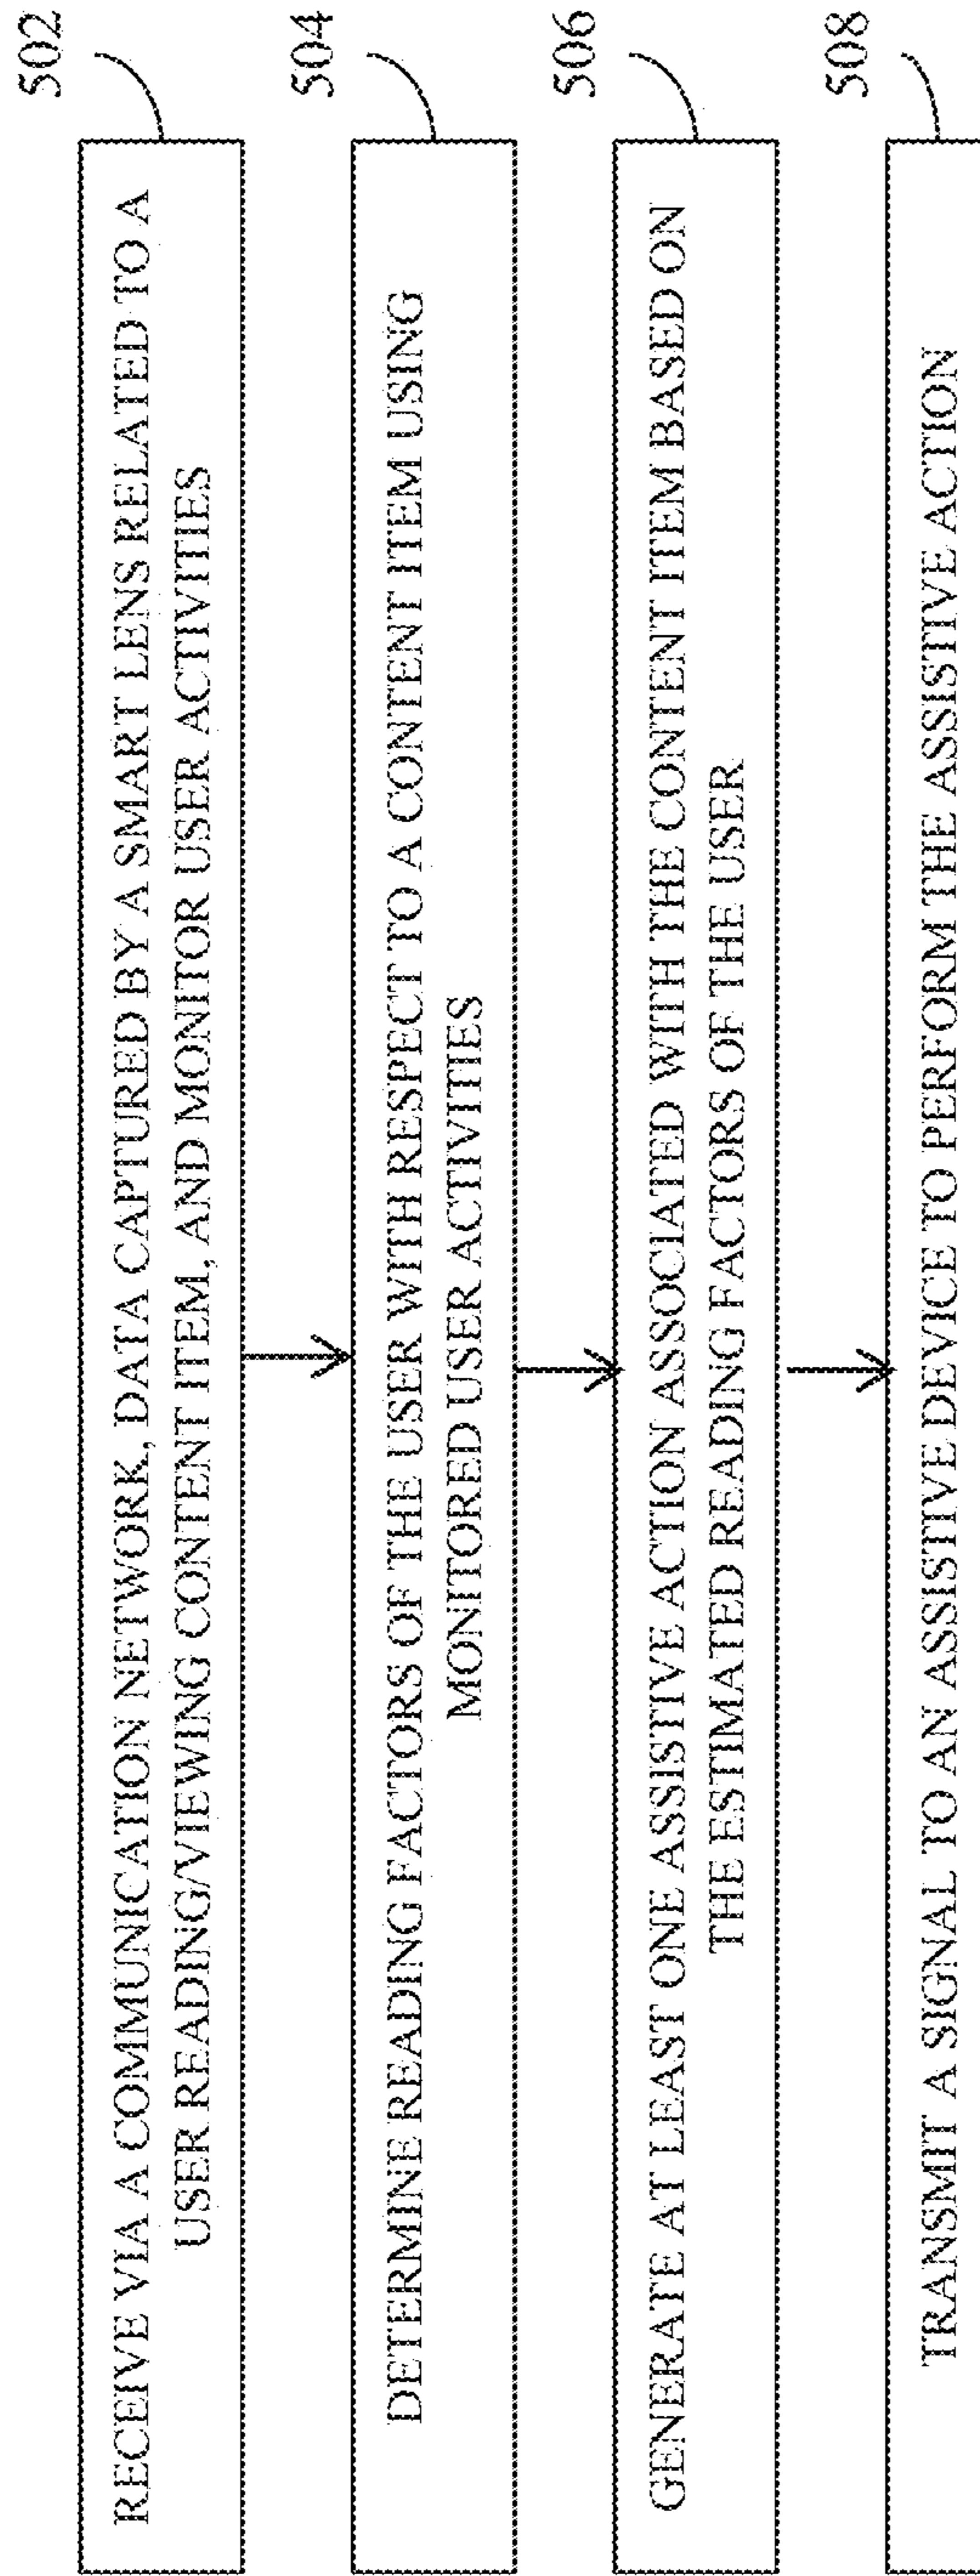 502
RECEIVE VIA A COMMUNICATION NETWORK, DATA CAPTURED BY A SMART LENS RELATED TO A
USER READING/VIEWING CONTENT ITEM, AND MONITOR USER ACTIVITIES
504
DETERMINE READING FACTORS OF THE USER WITH RESPECT TO A CONTENT ITEM USING
MONITORED USER ACTIVITIES
506
GENERATE AT LEAST ONE ASSISTIVE ACTION ASSOCIATED WITH THE CONTENT ITEM BASED ON
THE ESTIMATED READING FACTORS OF THE USER
508
TRANSMIT A SIGNAL TO AN ASSISTIVE DEVICE TO PERFORM THE ASSISTIVE ACTION